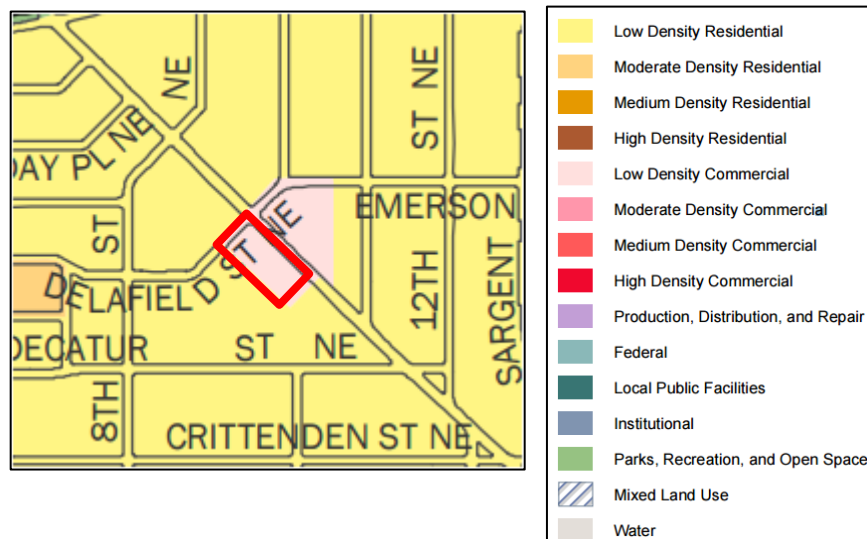 NE
ST NE
DAY PL NE
ST
ST NE
EMERSON
DELAFIELD ST NE
12TH
SARGENT
DECATUR ST NE
8TH
CRITTENDEN ST NE
Low Density Residential
Moderate Density Residential
Medium Density Residential
High Density Residential
Low Density Commercial
Moderate Density Commercial
Medium Density Commercial
High Density Commercial
Production, Distribution, and Repair
Federal
Local Public Facilities
Institutional
Parks, Recreation, and Open Space
Mixed Land Use
Water